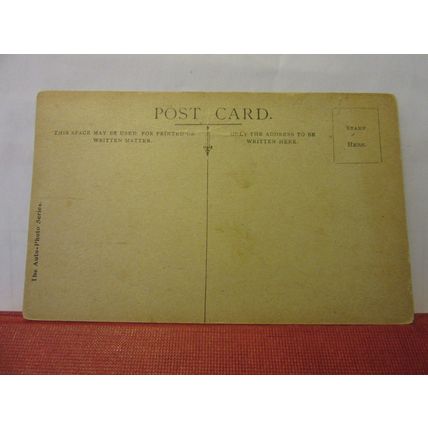 POST CARD.
THIS SPACE MAY BE USED FOR PRINTED OR
WRITTEN MATTER.
ONLY THE ADDRESS TO BE
WRITTEN HERE.
STAMP
HERE.
The Auto-Photo Series.